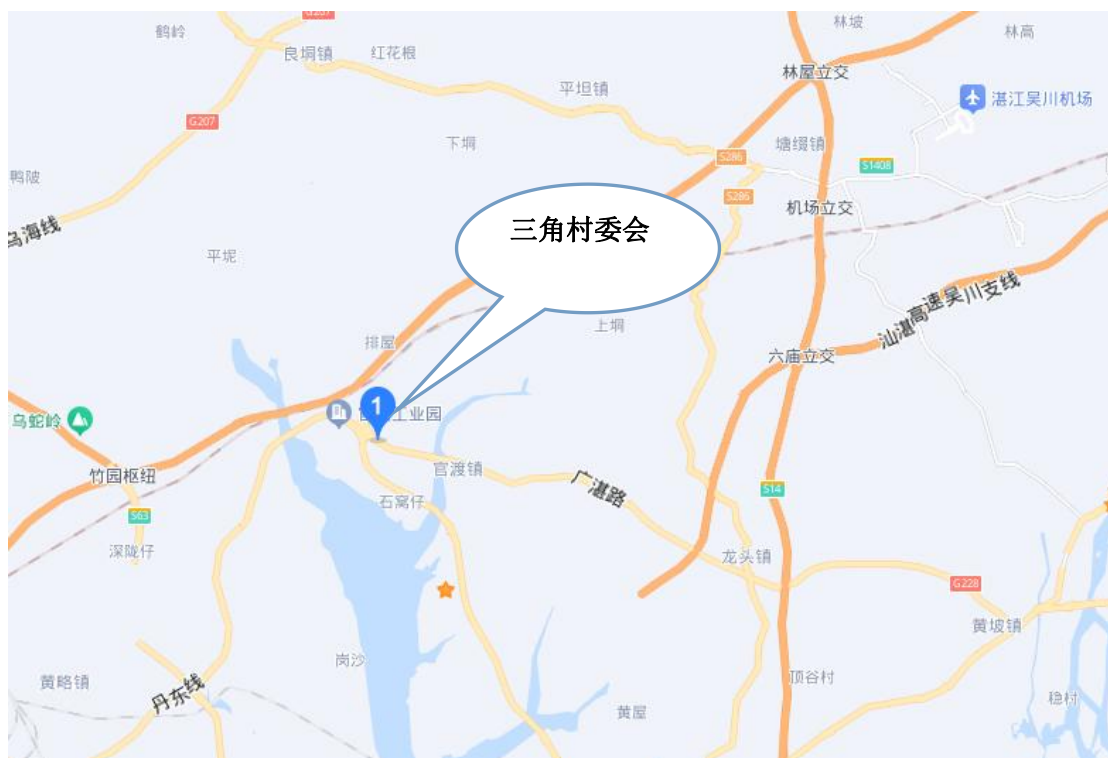 G207
鹤岭
良垌镇
红花根
林坡
林高
平坦镇
林屋立交
湛江吴川机场
G207
下垌
S286
塘缀镇
S1408
鸭陂
S286
机场立交
乌海线
三角村委会
平坭
汕湛高速吴川支线
上垌
排屋
六庙立交
1
工业园
乌蛇岭
竹园枢纽
官渡镇
广湛路
S14
石窝仔
S63
深陇仔
龙头镇
G228
黄坡镇
岗沙
黄略镇
丹东线
顶谷村
稳村
黄屋